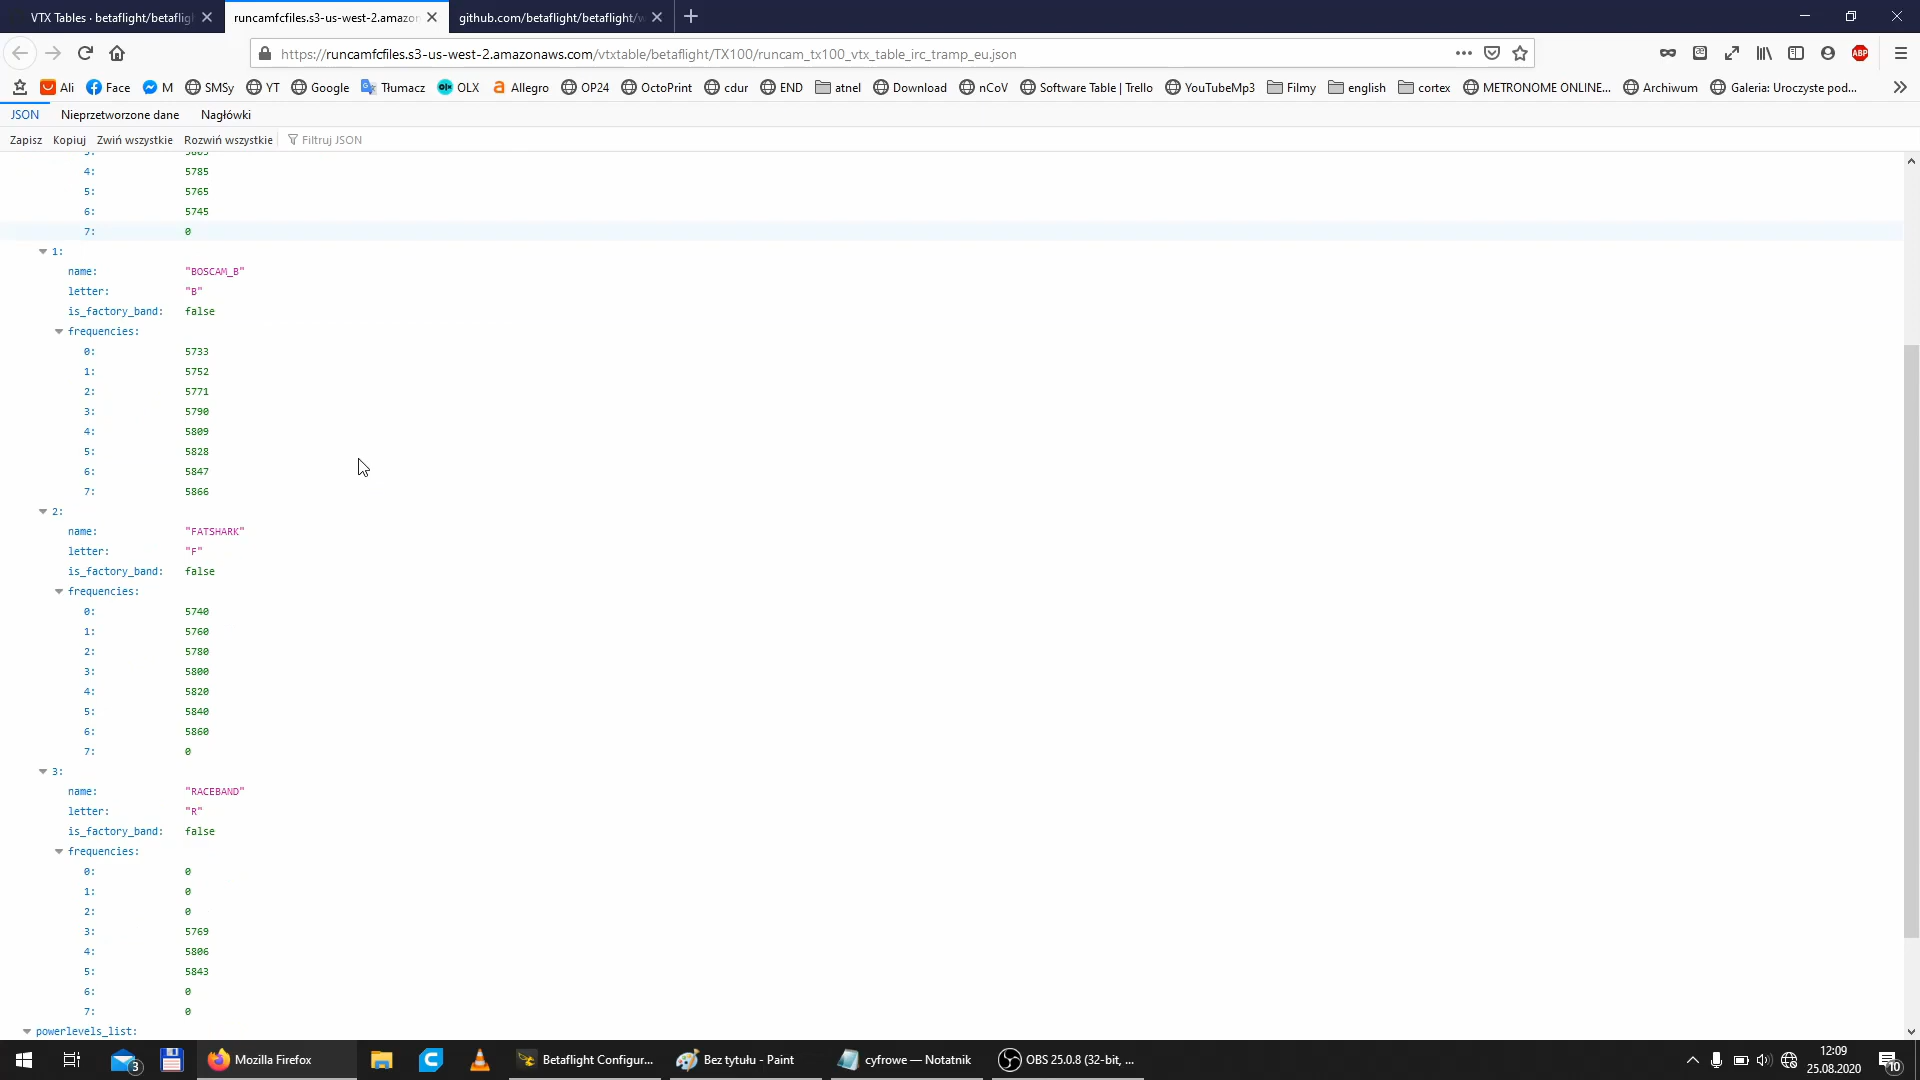 VTX Tables · betaflight/betaflig
runcamfcfiles.s3-us-west-2.amazon
github.com/betaflight/betaflight/w
https://runcamfcfiles.s3-us-west-2.amazonaws.com/vtxtable/betaflight/TX100/runcam_tx100_vtx_table_irc_tramp_eu.json
ABP
Ali Face M SMSy YT Google Tłumacz OLX Allegro OP24 OctoPrint cdur END atnel Download nCoV Software Table | Trello YouTubeMp3 Filmy english cortex METRONOME ONLINE... Archiwum Galeria: Uroczyste pod...
JSON Nieprzetworzone dane Nagłówki
Zapisz Kopiuj Zwiń wszystkie Rozwiń wszystkie Filtruj JSON
4: 5785
5: 5765
6: 5745
7: 0
1:
name: "BOSCAM_B"
letter: "B"
is_factory_band: false
frequencies:
0: 5733
1: 5752
2: 5771
3: 5790
4: 5809
5: 5828
6: 5847
7: 5866
2:
name: "FATSHARK"
letter: "F"
is_factory_band: false
frequencies:
0: 5740
1: 5760
2: 5780
3: 5800
4: 5820
5: 5840
6: 5860
7: 0
3:
name: "RACEBAND"
letter: "R"
is_factory_band: false
frequencies:
0: 0
1: 0
2: 0
3: 5769
4: 5806
5: 5843
6: 0
7: 0
powerlevels_list:
3 Mozilla Firefox Betaflight Configur... Bez tytułu - Paint cyfrowe — Notatnik OBS 25.0.8 (32-bit, ...
12:09
25.08.2020
10